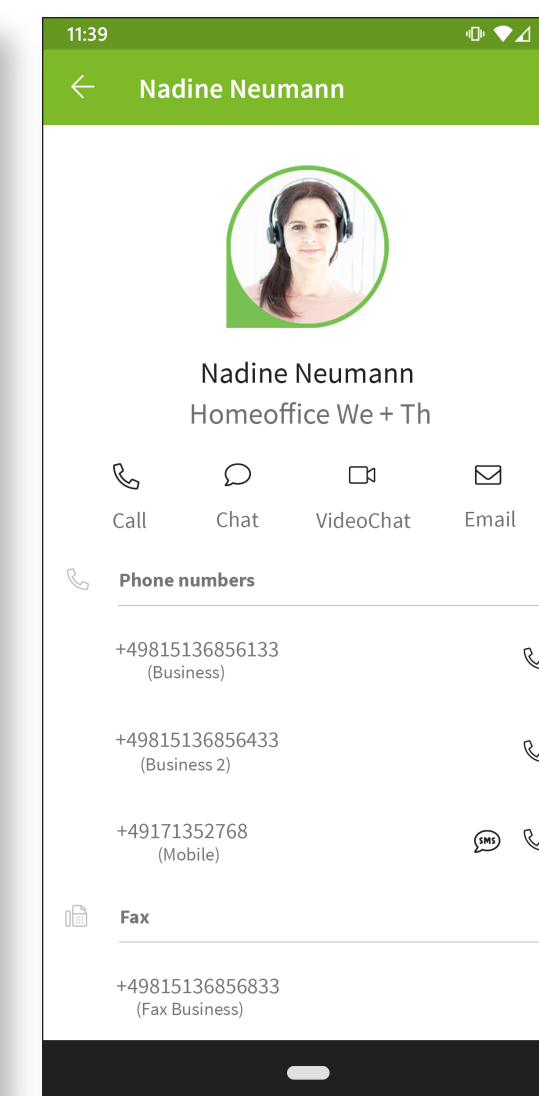 11:39
Nadine Neumann
Nadine Neumann
Homeoffice We + Th
Call Chat VideoChat Email
Phone numbers
+49815136856133
(Business)
+49815136856433
(Business 2)
+49171352768
SMS
(Mobile)
Fax
+49815136856833
(Fax Business)